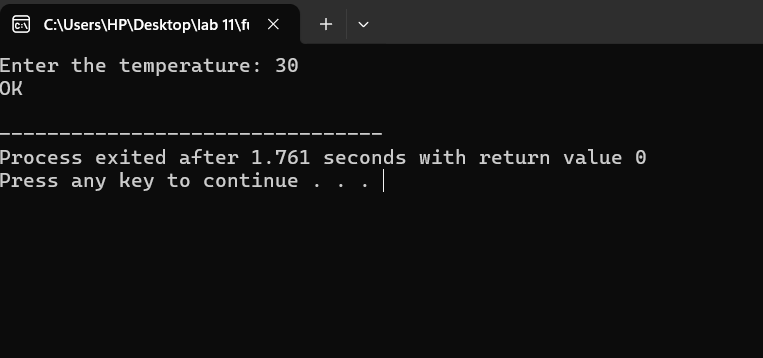 C:\Users\HP\Desktop\lab 11\fu
Enter the temperature: 30
OK
--------------------------------
Process exited after 1.761 seconds with return value 0
Press any key to continue . . .